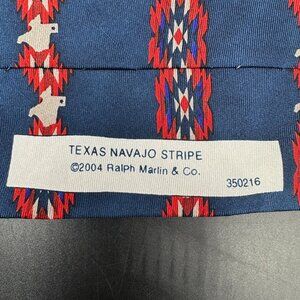 TEXAS NAVAJO STRIPE
©2004 Ralph Marlin & Co.
350216